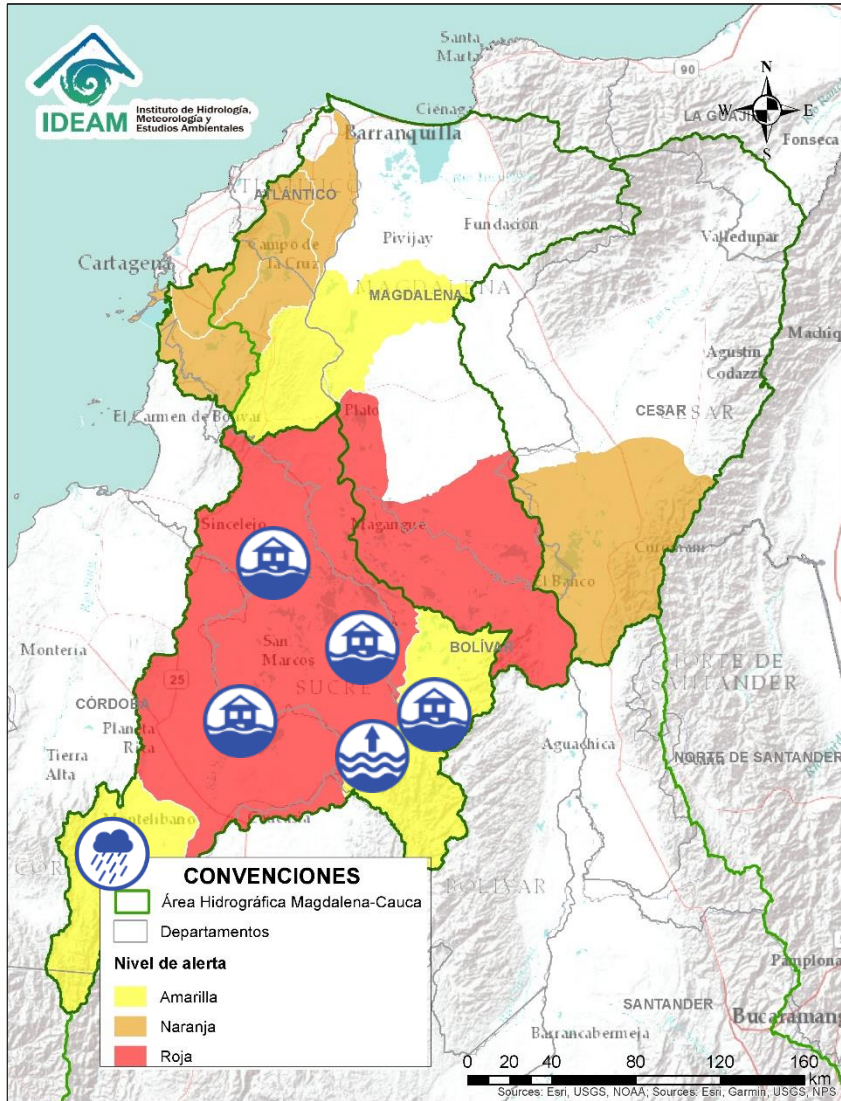 Santa
Marta
90
N
W E
S
IDEAM
Instituto de Hidrología,
Meteorología y
Estudios Ambientales
Ciénaga
LA GUAJI
Barranquilla
Fonseca
ATLÁNTICO
Pivijay
Fundación
Valledupar
Campo de
la Cruz
Cartagena
MAGDALENA
Machiq
Agustín
Codazzi
CESAR
El Carmen de Bolívar
Plato
Sincelejo
Magangue
Curumaní
El Banco
Montería
San
Marcos
BOLÍVAR
25
SUCRE
NORTE DE
SANTANDER
CÓRDOBA
Planeta
Rica
Tierra
Alta
Aguachica
NORTE DE SANTANDER
Montelíbano
CONVENCIONES
Área Hidrográfica Magdalena-Cauca
Departamentos
BOLÍVAR
Nivel de alerta
Amarilla
Naranja
Roja
Pamplona
SANTANDER
Bucaramang
Barrancabermeja
0 20 40 80 120 160
km
Sources: Esri, USGS, NOAA; Sources: Esri, Garmin, USGS, NPS